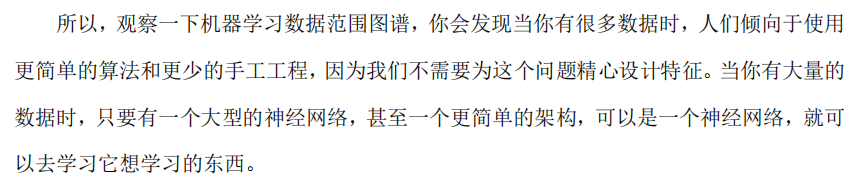 所以，观察一下机器学习数据范围图谱，你会发现当你有很多数据时，人们倾向于使用
更简单的算法和更少的手工工程，因为我们不需要为这个问题精心设计特征。当你有大量的
数据时，只要有一个大型的神经网络，甚至一个更简单的架构，可以是一个神经网络，就可
以去学习它想学习的东西。